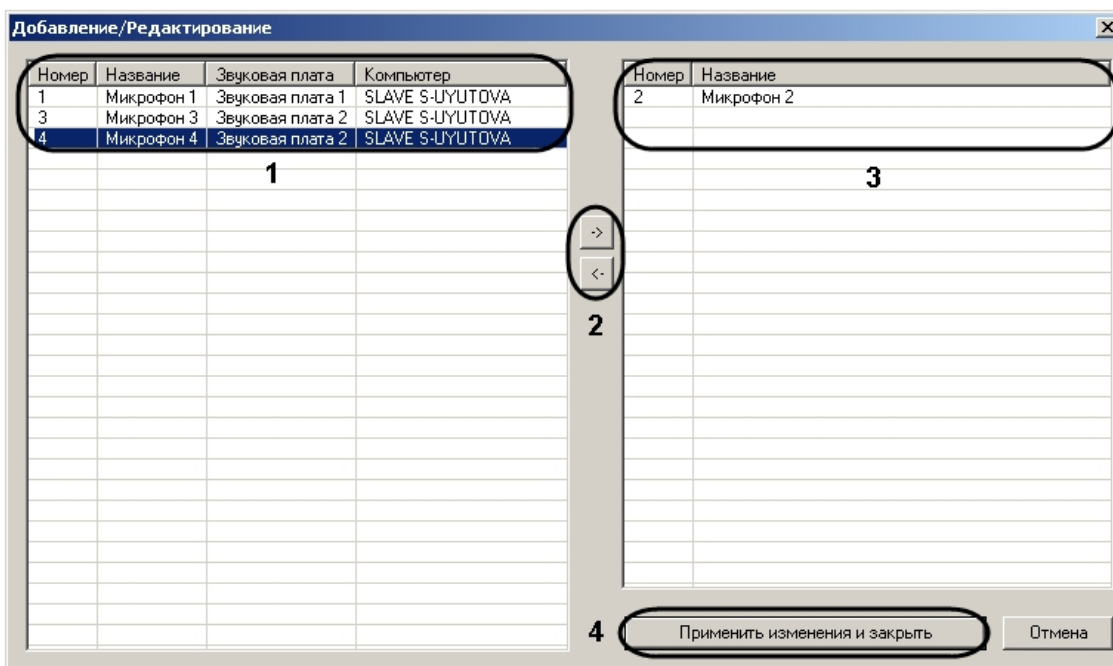 Добавление/Редактирование
Номер Название Звуковая плата Компьютер
1 Микрофон 1 Звуковая плата 1 SLAVE S-UYUTOVA
3 Микрофон 3 Звуковая плата 2 SLAVE S-UYUTOVA
4 Микрофон 4 Звуковая плата 2 SLAVE S-UYUTOVA
1
->
<-
2
Номер Название
2 Микрофон 2
3
4 Применить изменения и закрыть Отмена